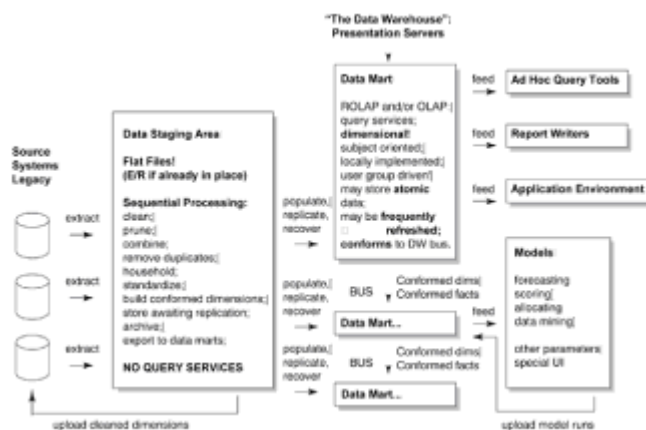 "The Data Warehouse":
Presentation Servers
Source
Systems
Legacy
extract
extract
extract
Data Staging Area
Flat Files!
(E/R if already in place)
Sequential Processing:
clean;
prune;
combine;
remove duplicates;
household;
standardize;
build conformed dimensions;
store awaiting replication;
archive;
export to data marts;
NO QUERY SERVICES
upload cleaned dimensions
populate,
replicate,
recover
populate,
replicate,
recover
populate,
replicate,
recover
Data Mart
ROLAP and/or OLAP
query services;
dimensional!
subject oriented;
locally implemented;
user group driven;
may store atomic
data;
may be frequently
refreshed;
conforms to DW bus.
BUS
Conformed dims
Conformed facts
Data Mart...
BUS
Conformed dims
Conformed facts
Data Mart...
feed
Ad Hoc Query Tools
feed
Report Writers
feed
Application Environment
feed
Models
forecasting
scoring
allocating
data mining
other parameters
special UI
upload model runs